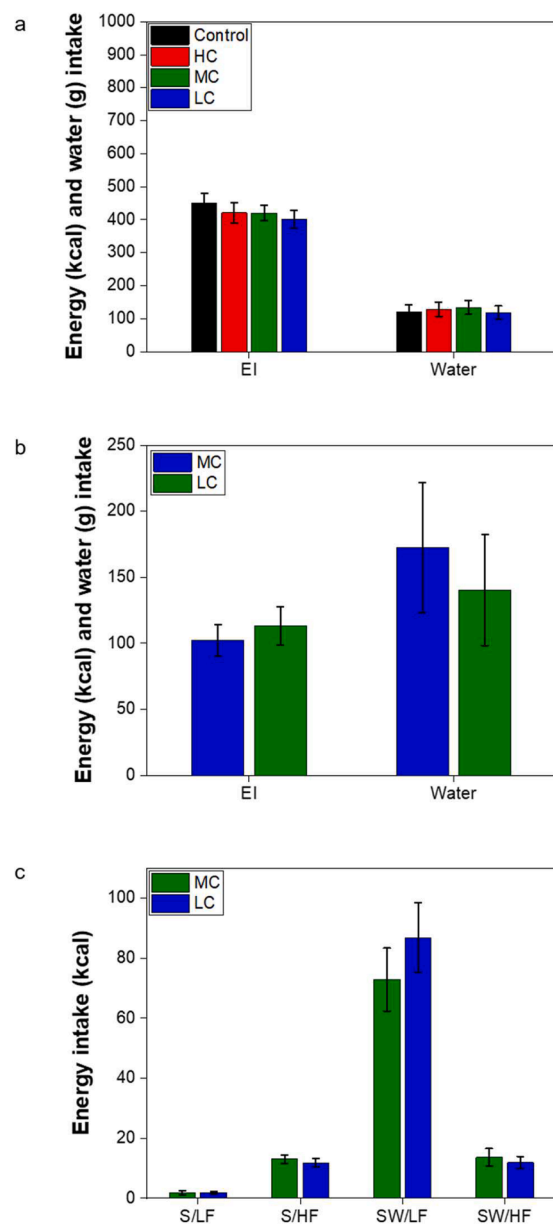 a
Energy (kcal) and water (g) intake
1000
900
800
700
600
500
400
300
200
100
0
Control
HC
MC
LC
EI Water
b
Energy (kcal) and water (g) intake
250
200
150
100
50
0
MC
LC
EI Water
c
Energy intake (kcal)
100
80
60
40
20
0
MC
LC
S/LF S/HF SW/LF SW/HF